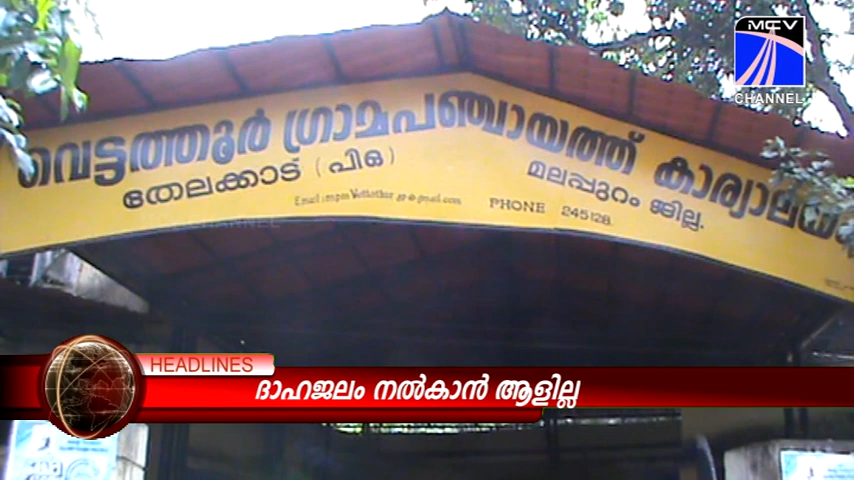 MCV
CHANNEL
വെട്ടത്തൂർ ഗ്രാമപഞ്ചായത്ത് കാര്യാലയം
തേലക്കാട് (പിഒ)
മലപ്പുറം ജില്ല.
PHONE 245128.
HEADLINES
ദാഹജലം നൽകാൻ ആളില്ല